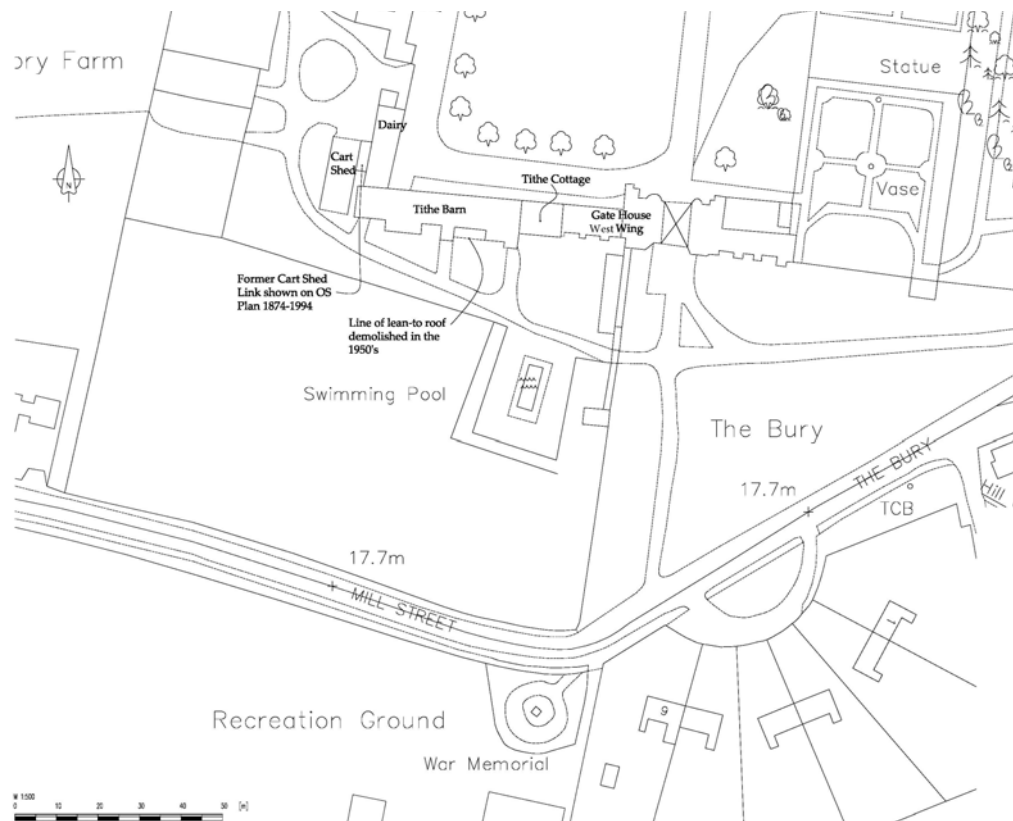 ory Farm
Statue
Dairy
Cart
Shed
Tithe Cottage
Vase
N
Tithe Barn
Gate House
West Wing
Former Cart Shed
Link shown on OS
Plan 1874-1994
Line of lean-to roof
demolished in the
1950's
Swimming Pool
The Bury
THE BURY
17.7m
Hill
TCB
17.7m
MILL STREET
1
Recreation Ground
9
War Memorial
M 1:500
0 10 20 30 40 50 [m]